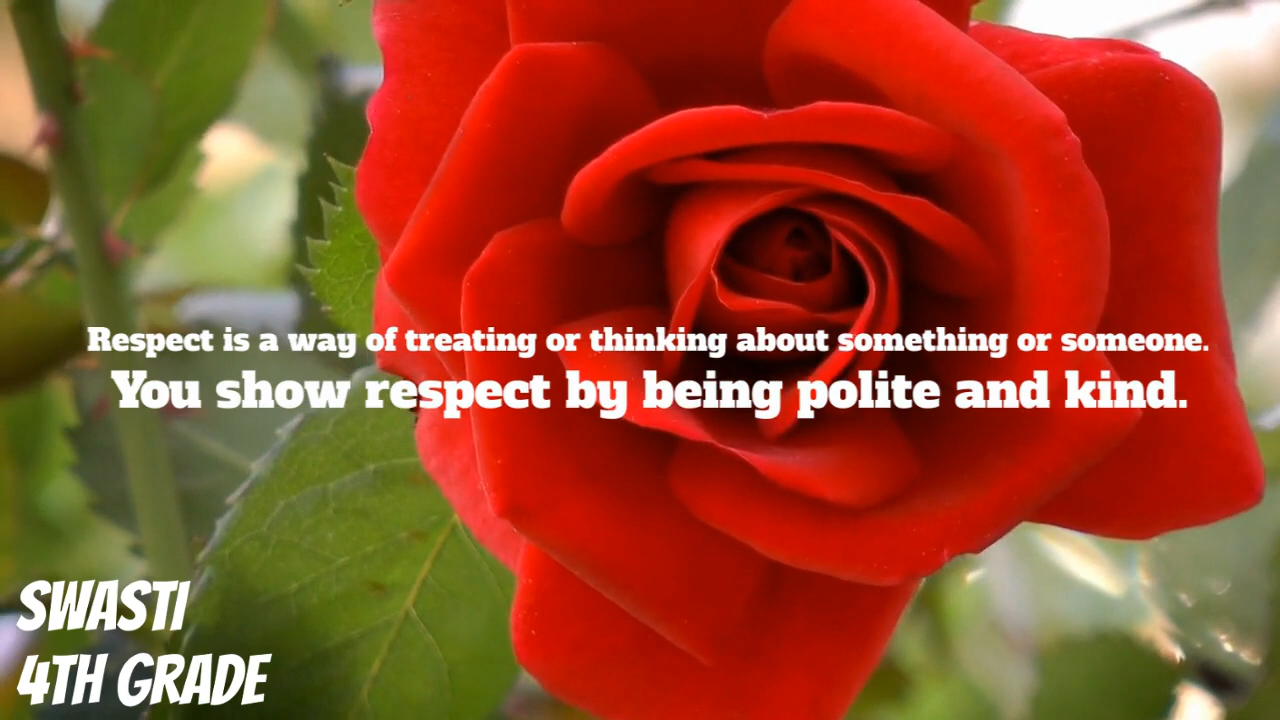 Respect is a way of treating or thinking about something or someone.
You show respect by being polite and kind.
SWASTI
4TH GRADE